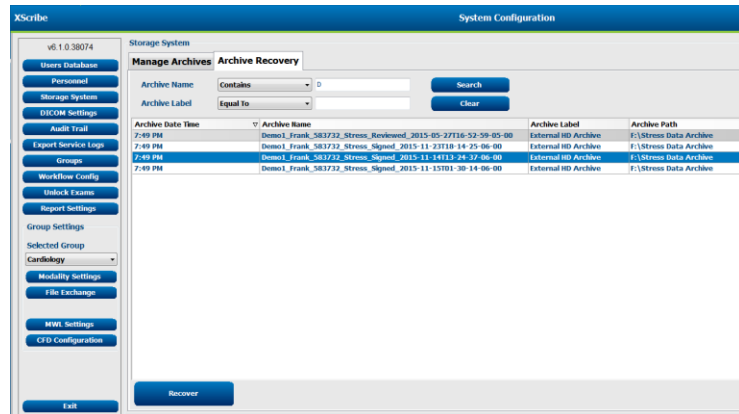 XScribe System Configuration
v6.1.0.38074
Users Database
Personnel
Storage System
DICOM Settings
Audit Trail
Export Service Logs
Groups
Workflow Config
Unlock Exams
Report Settings
Group Settings
Selected Group
Cardiology
Modality Settings
File Exchange
MWL Settings
CFD Configuration
Exit
Storage System
Manage Archives Archive Recovery
Archive Name Contains D Search
Archive Label Equal To Clear
Archive Date Time Archive Name Archive Label Archive Path
7:49 PM Demo1_Frank_583732_Stress_Reviewed_2015-05-27T16-52-59-05-00 External HD Archive F:\Stress Data Archive
7:49 PM Demo1_Frank_583732_Stress_Signed_2015-11-23T10-14-25-06-00 External HD Archive F:\Stress Data Archive
7:49 PM Demo1_Frank_583732_Stress_Signed_2015-11-14T13-24-37-06-00 External HD Archive F:\Stress Data Archive
7:49 PM Demo1_Frank_583732_Stress_Signed_2015-11-15T01-30-14-06-00 External HD Archive F:\Stress Data Archive
Recover